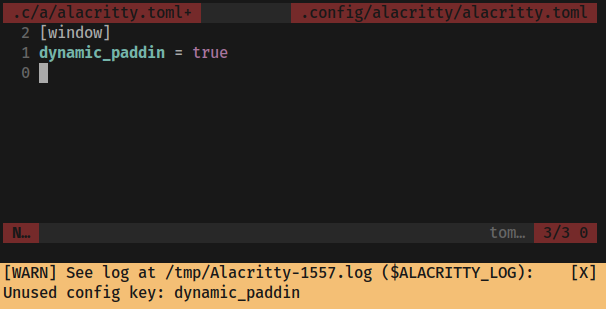 .c/a/alacritty.toml+ .config/alacritty/alacritty.toml
2 [window]
1 dynamic_paddin = true
0
N… tom… 3/3 0
[WARN] See log at /tmp/Alacritty-1557.log ($ALACRITTY_LOG): [X]
Unused config key: dynamic_paddin